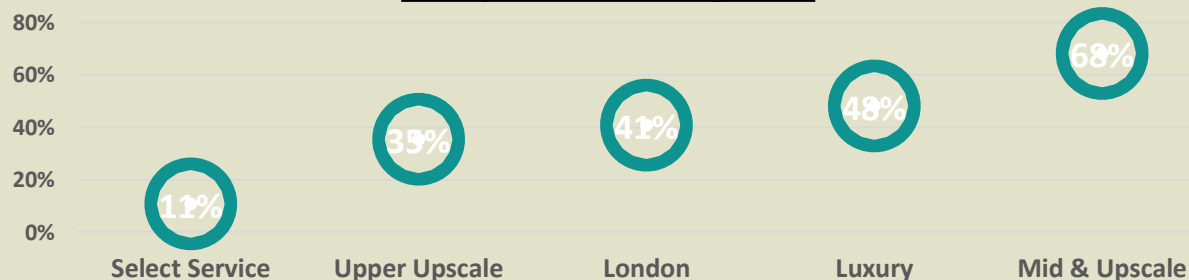 80%
60%
40%
20%
0%
11%
35%
41%
48%
68%
Select Service
Upper Upscale
London
Luxury
Mid & Upscale